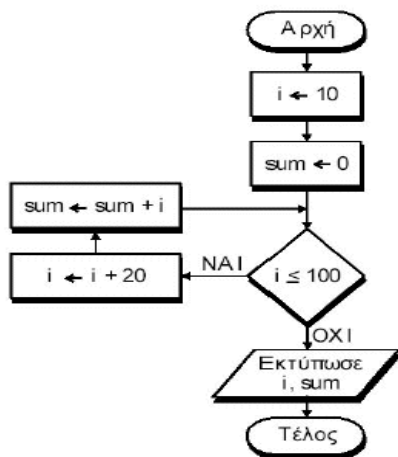 Αρχή
i ← 10
sum ← 0
sum ← sum + i
i ← i + 20
ΝΑΙ
i ≤ 100
ΟΧΙ
Εκτύπωσε
i, sum
Τέλος